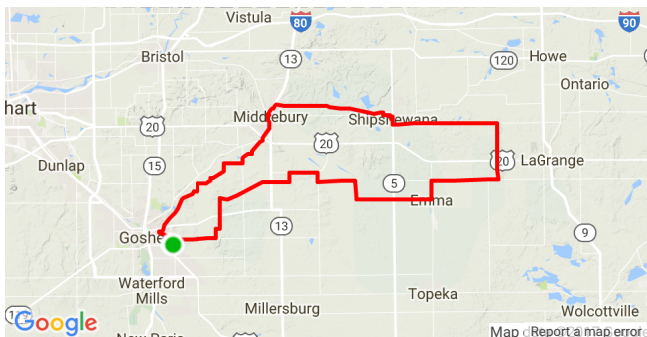 Vistula
80
90
13
Bristol
Howe
120
Ontario
hart
20
Middlebury
Shipshewana
20
20
LaGrange
Dunlap
15
5
Emma
13
Goshe
9
Waterford
Mills
Topeka
Millersburg
Wolcottville
Google
Map d
Report a map error